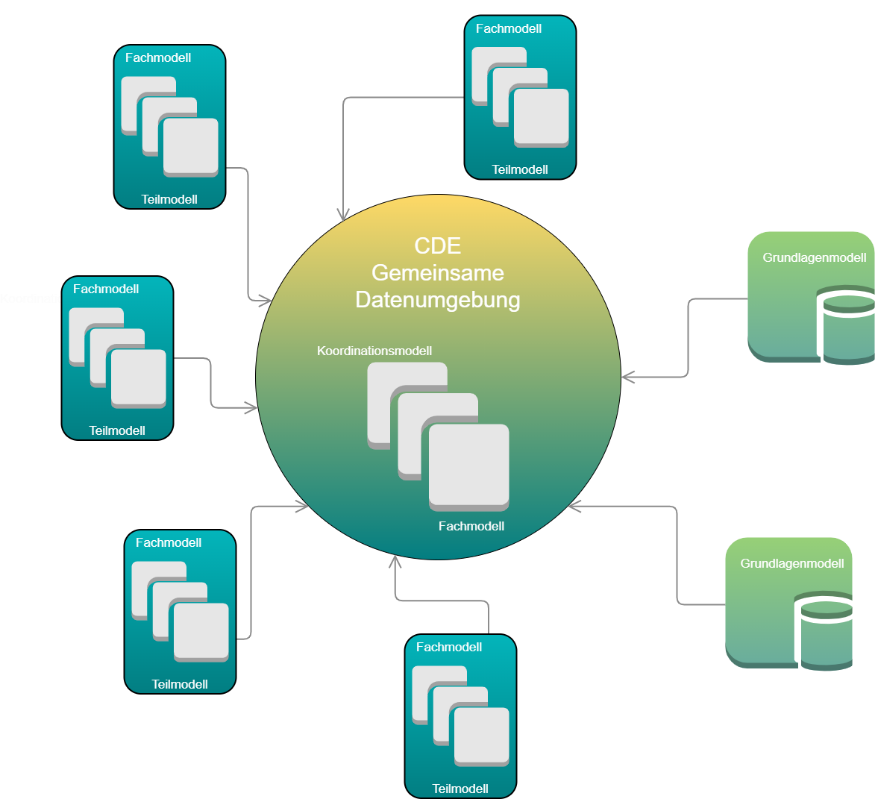 Fachmodell
Teilmodell
Fachmodell
Teilmodell
CDE
Gemeinsame
Datenumgebung
Koordinationsmodell
Fachmodell
Grundlagenmodell
Fachmodell
Teilmodell
Fachmodell
Teilmodell
Grundlagenmodell
Fachmodell
Teilmodell